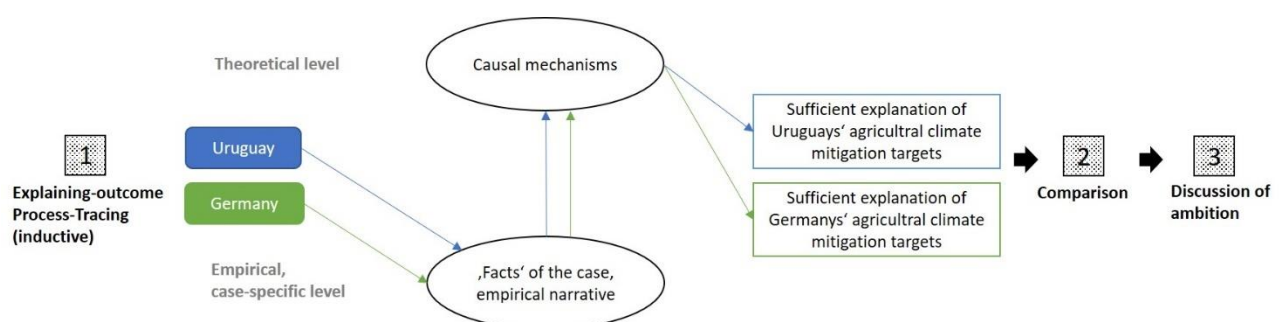 Theoretical level
Causal mechanisms
1
Explaining-outcome
Process-Tracing
(inductive)
Uruguay
Germany
Empirical,
case-specific level
‚Facts‘ of the case,
empirical narrative
Sufficient explanation of
Uruguays‘ agricultral climate
mitigation targets
Sufficient explanation of
Germanys‘ agricultral climate
mitigation targets
2
Comparison
3
Discussion of
ambition